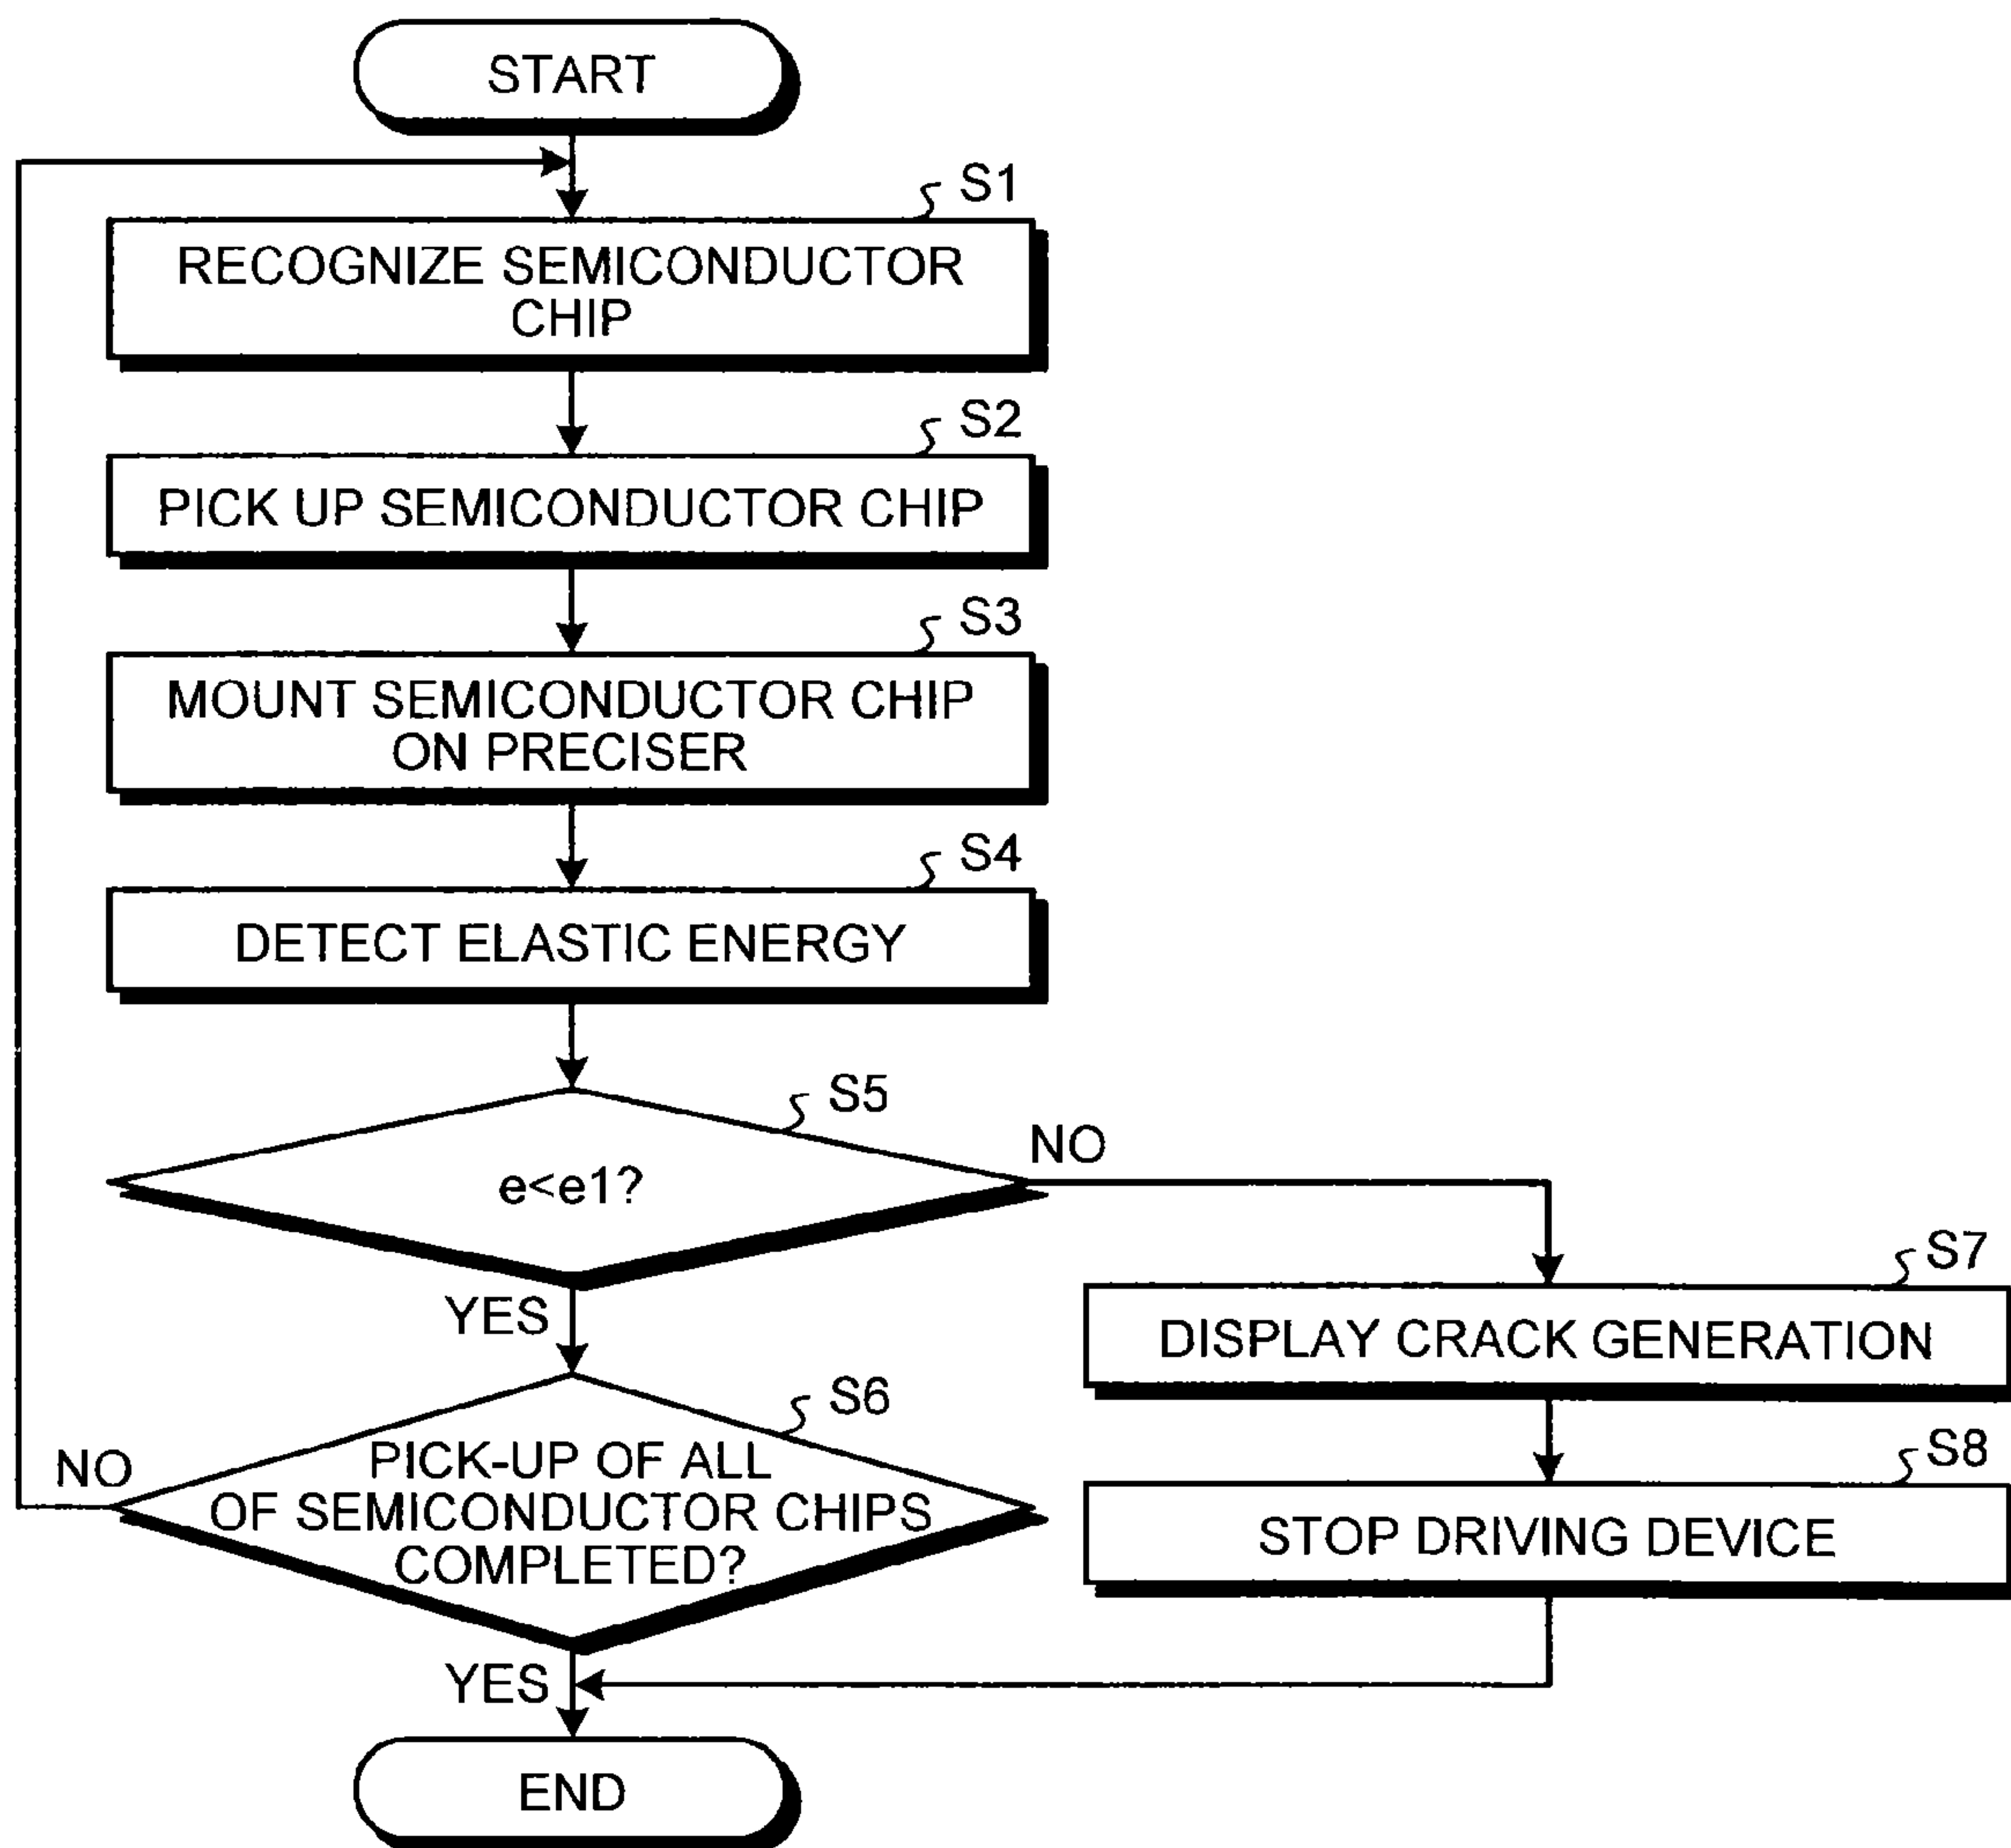 START
S1
RECOGNIZE SEMICONDUCTOR
CHIP
S2
PICK UP SEMICONDUCTOR CHIP
S3
MOUNT SEMICONDUCTOR CHIP
ON PRECISER
S4
DETECT ELASTIC ENERGY
S5
e<e1?
NO
YES
S7
DISPLAY CRACK GENERATION
S6
PICK-UP OF ALL
OF SEMICONDUCTOR CHIPS
COMPLETED?
NO
S8
STOP DRIVING DEVICE
YES
END